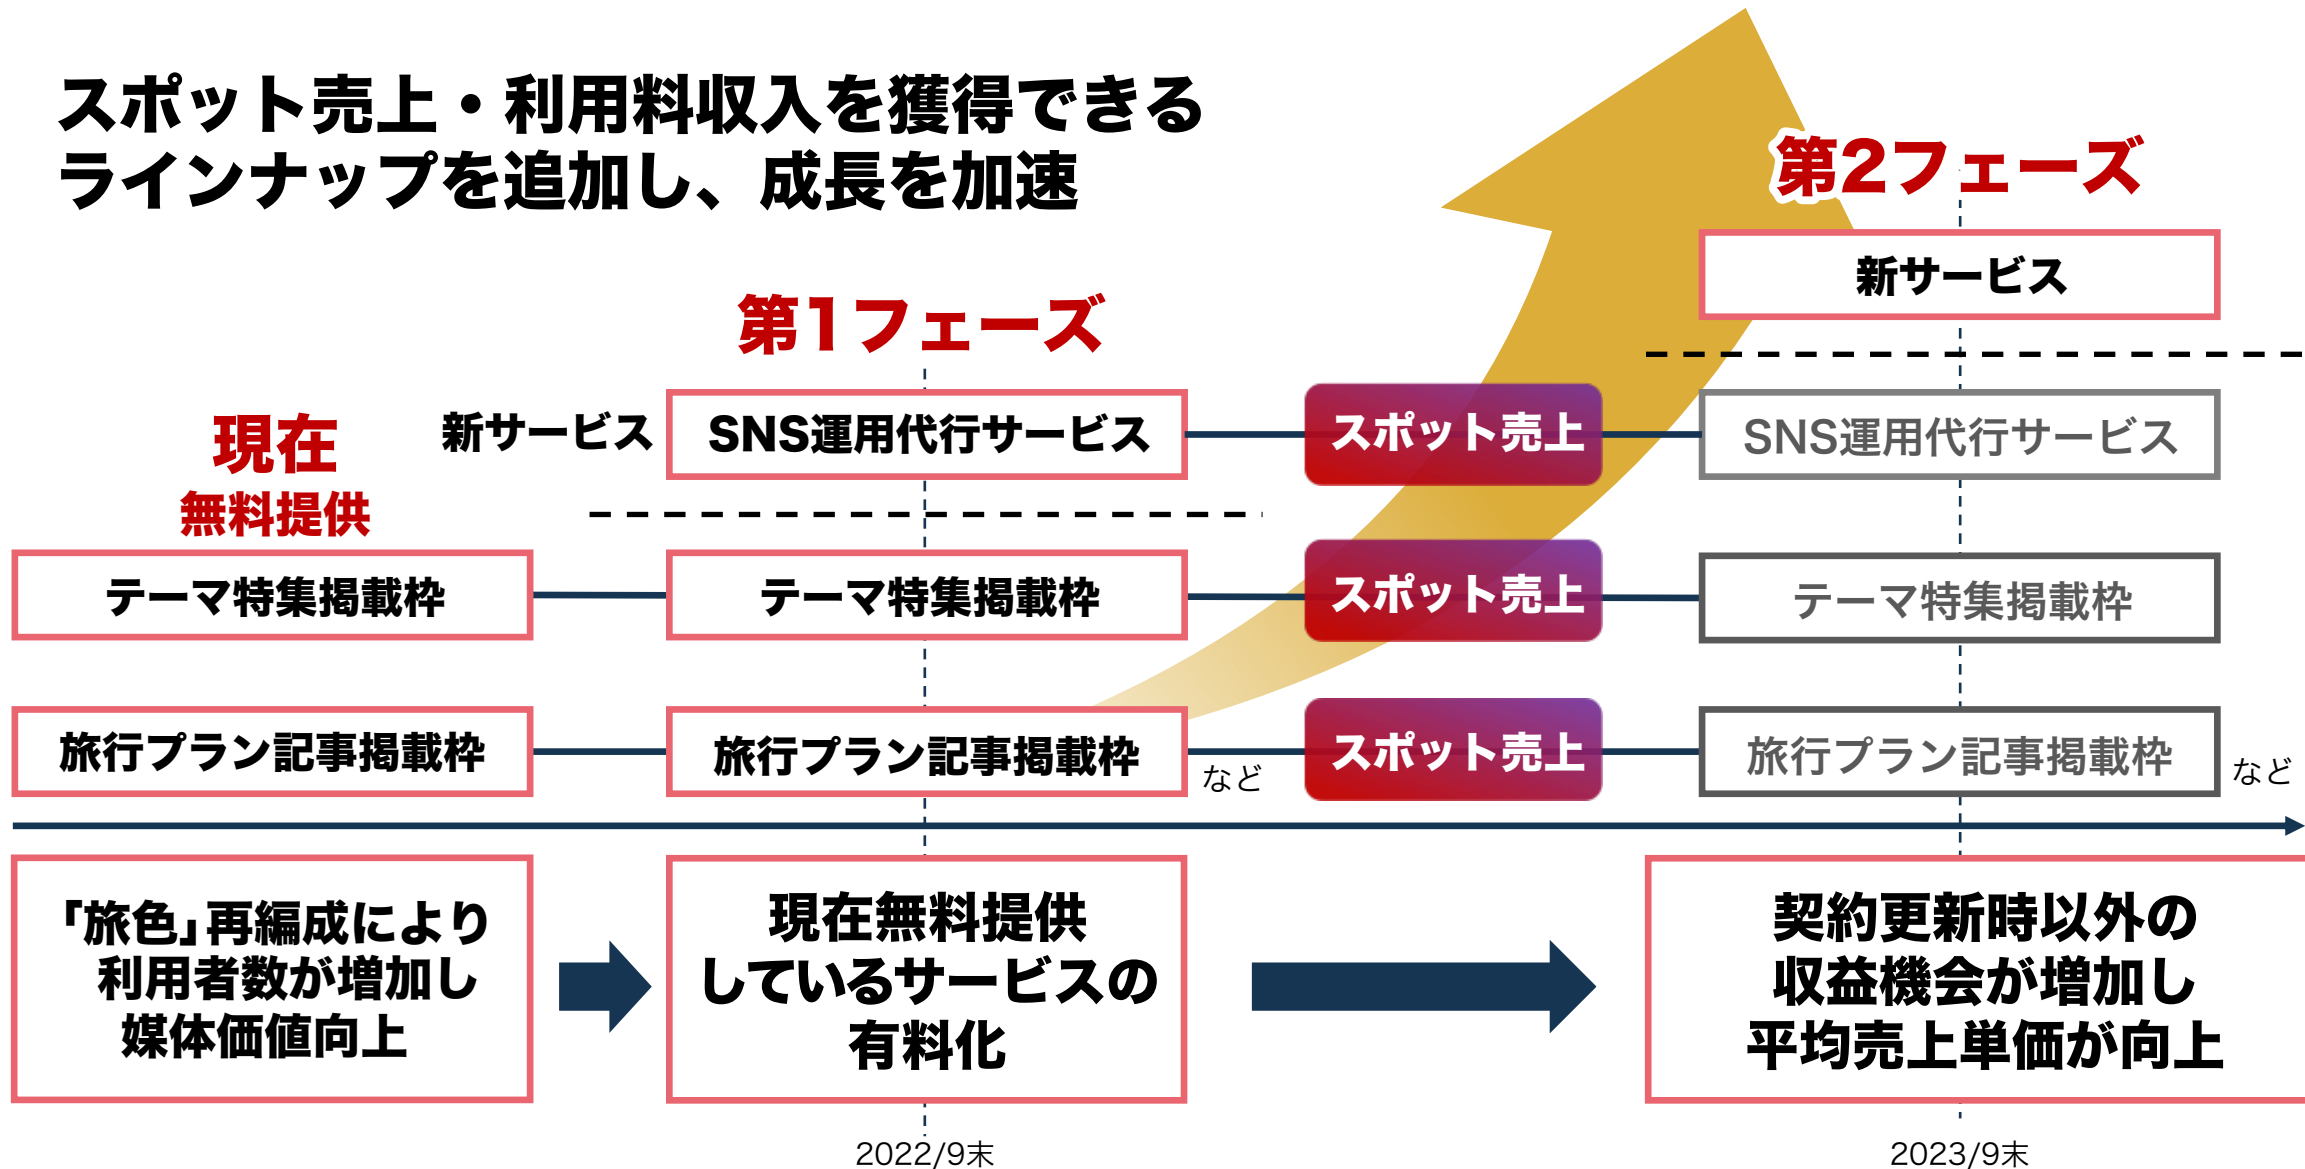 スポット売上・利用料収入を獲得できる
ラインナップを追加し、成長を加速
第2フェーズ
新サービス
第1フェーズ
現在
無料提供
新サービス
SNS運用代行サービス
スポット売上
SNS運用代行サービス
テーマ特集掲載枠
テーマ特集掲載枠
スポット売上
テーマ特集掲載枠
旅行プラン記事掲載枠
旅行プラン記事掲載枠
など
スポット売上
旅行プラン記事掲載枠
など
「旅色」再編成により
利用者数が増加し
媒体価値向上
現在無料提供
しているサービスの
有料化
契約更新時以外の
収益機会が増加し
平均売上単価が向上
2022/9末
2023/9末